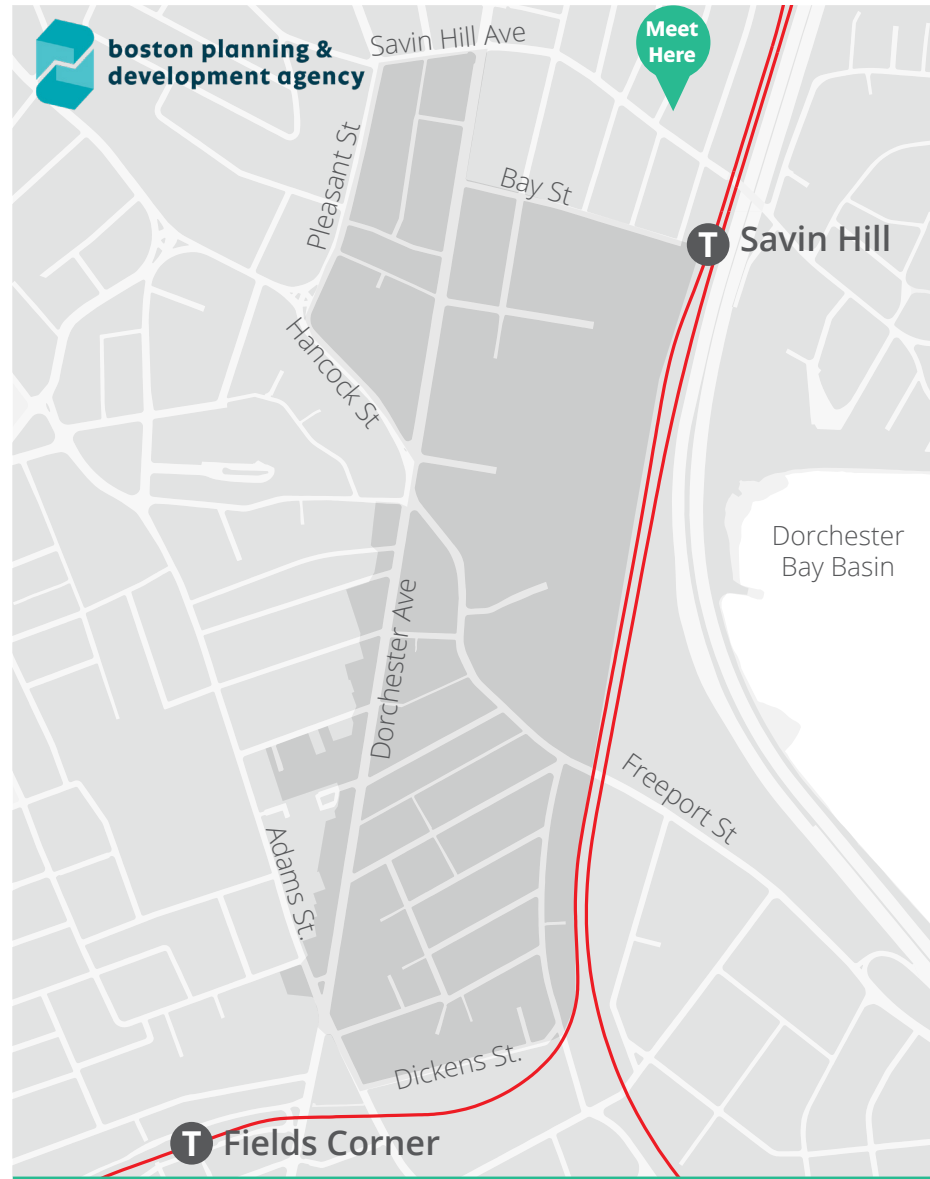 boston planning &
development agency
Savin Hill Ave
Meet
Here
Pleasant St
Bay St
T
Savin Hill
Hancock St
Dorchester
Bay Basin
Dorchester Ave
Freeport St
Adams St.
Dickens St.
T
Fields Corner